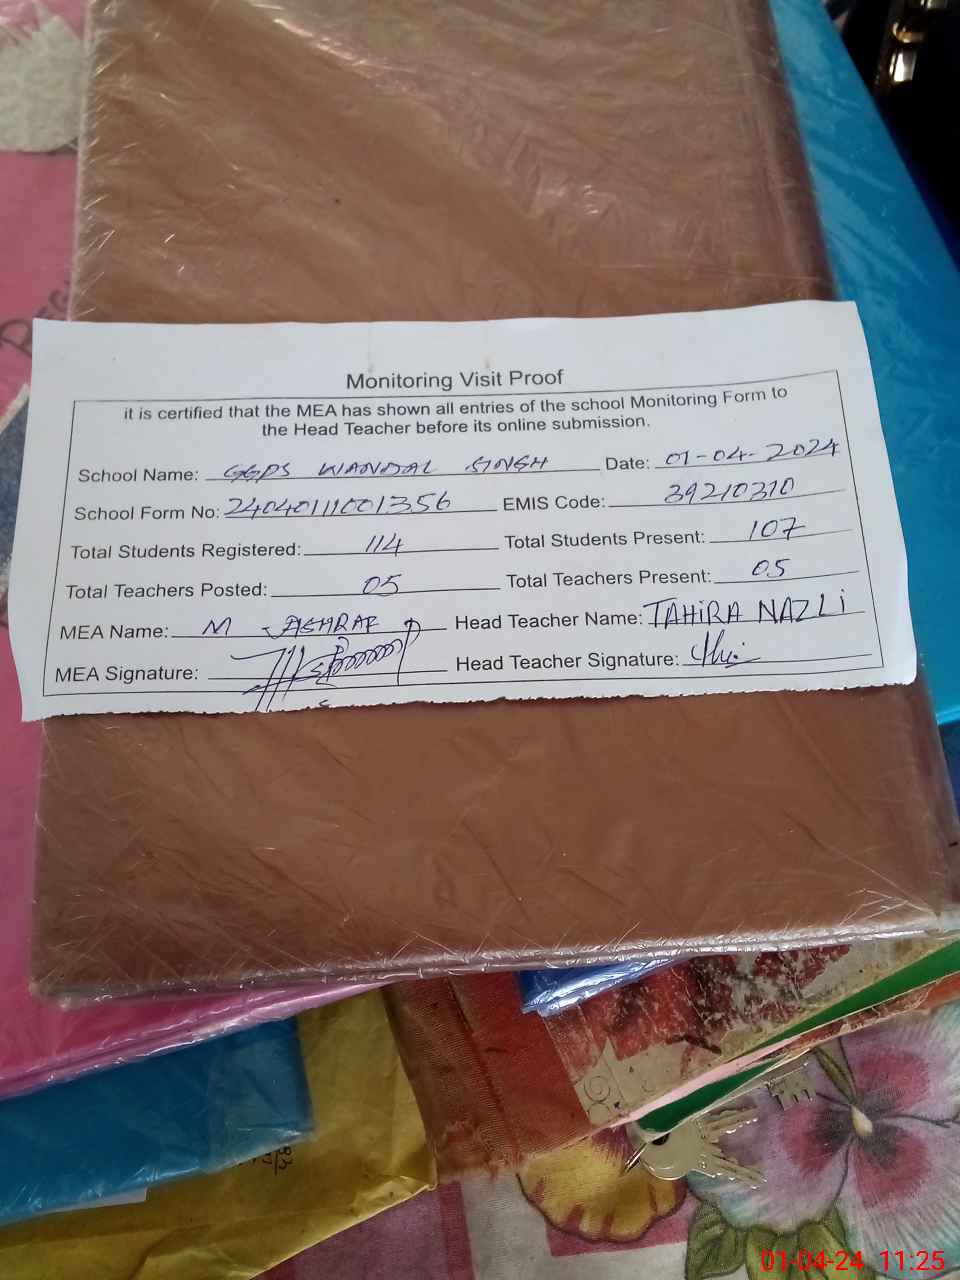 Monitoring Visit Proof
it is certified that the MEA has shown all entries of the school Monitoring Form to
the Head Teacher before its online submission.
School Name: GGPS WANDAL SINGH Date: 01-04-2024
School Form No: 24040111001356 EMIS Code: 39210310
Total Students Registered: 114 Total Students Present: 107
Total Teachers Posted: 05 Total Teachers Present: 05
MEA Name: M ASHRAF Head Teacher Name: TAHIRA NAZLI
MEA Signature: Head Teacher Signature:
01-04-24 11:25